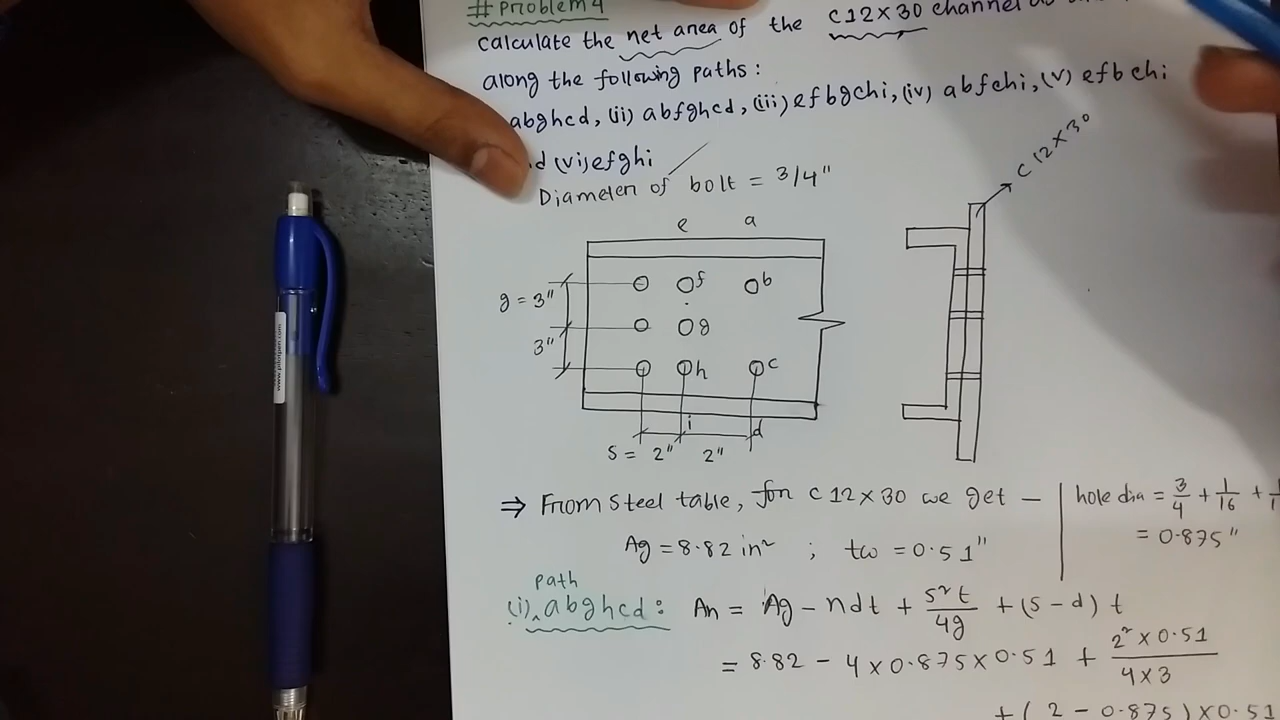 # Problem 4
calculate the net area of the C12×30 channel
along the following paths:
abghcd, (ii) abfghcd, (iii) efbgchi, (iv) abfchi, (v) efbchi
(vi) efghi
Diameter of bolt = 3/4"
C 12×30
e a
f b
g = 3"
g
3"
h c
i d
S = 2" 2"
⇒ From steel table, for C12×30 we get –
hole dia = 3/4 + 1/16 +
= 0.875"
Ag = 8.82 in² ; tw = 0.51"
path
(i) abghcd: An = Ag – ndt + s²t/4g + (s – d) t
= 8.82 – 4×0.875×0.51 + 2²×0.51/4×3
+ (2 – 0.875)×0.51
www.pilotpen.com